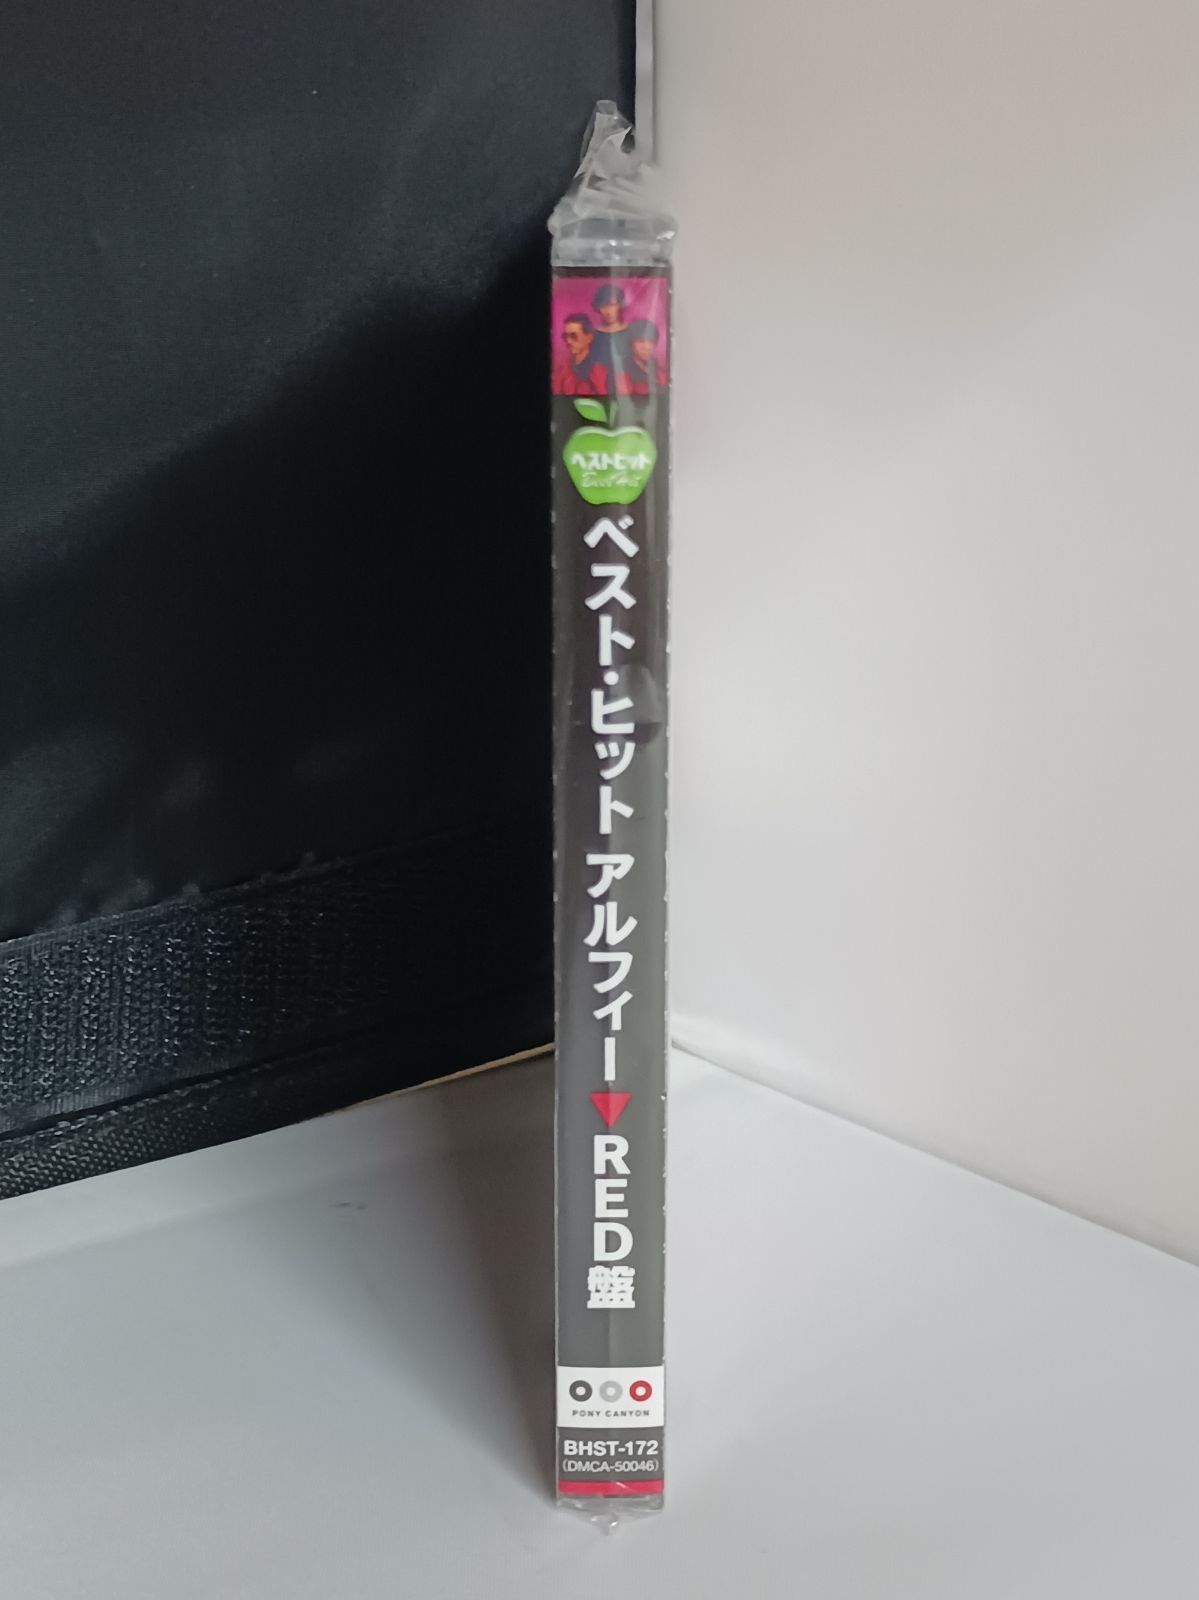 ベストヒット
Best Hit
ベスト・ヒット アルフィー▼RED盤
PONY CANYON
BHST-172
(DMCA-50046)